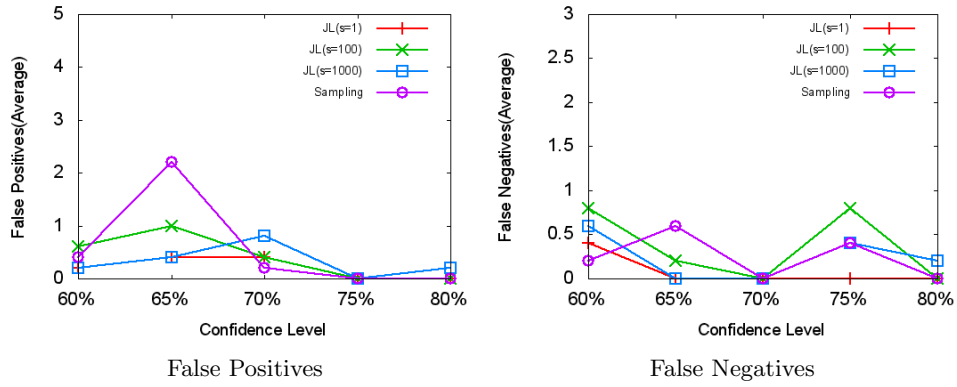 5
4
3
2
1
0
60%
65%
70%
75%
80%
False Positives(Average)
Confidence Level
JL(s=1)
JL(s=100)
JL(s=1000)
Sampling
False Positives
3
2.5
2
1.5
1
0.5
0
60%
65%
70%
75%
80%
False Negatives(Average)
Confidence Level
JL(s=1)
JL(s=100)
JL(s=1000)
Sampling
False Negatives